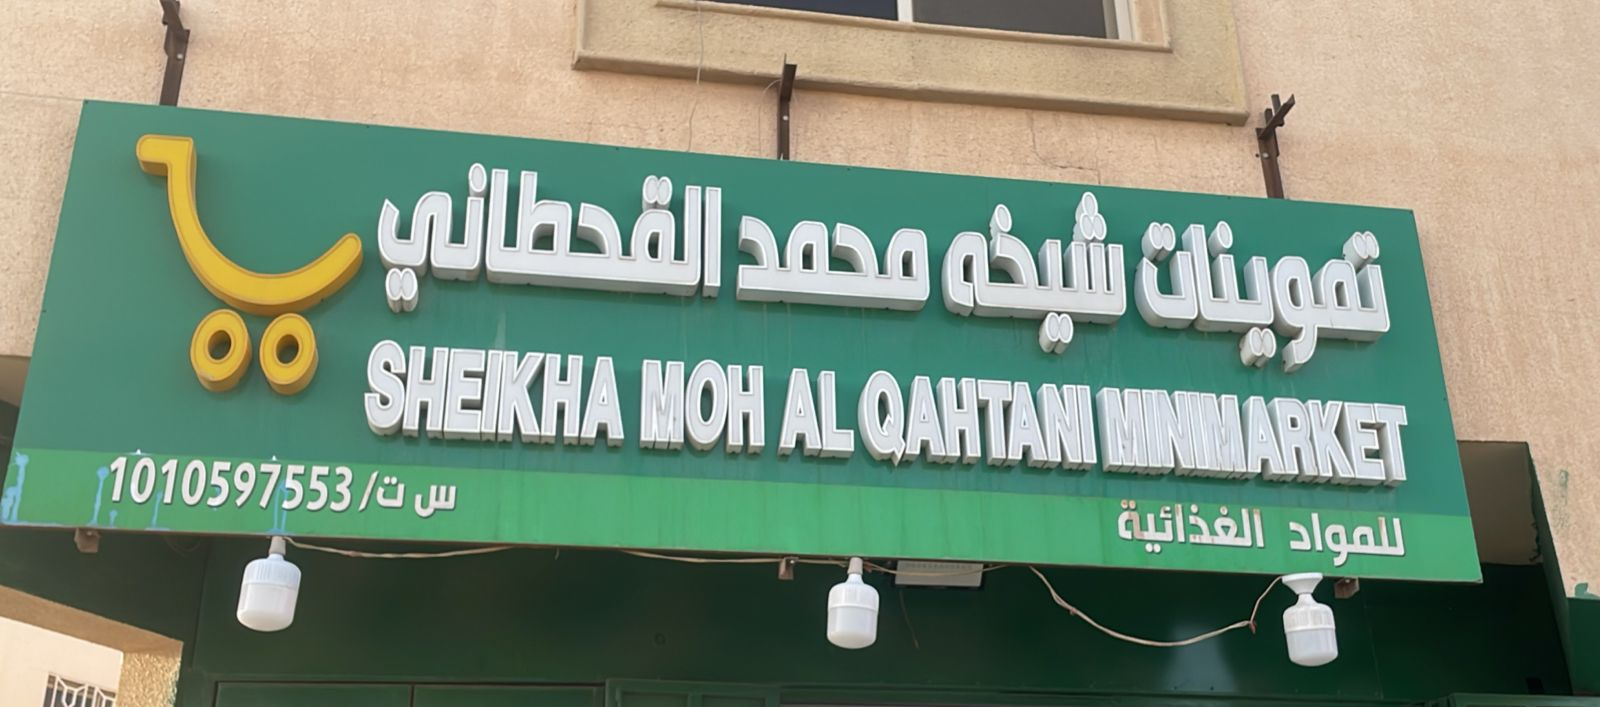 تموينات شيخه محمد القحطاني
SHEIKHA MOH AL QAHTANI MINIMARKET
للمواد الغذائية
س ت/ 1010597553